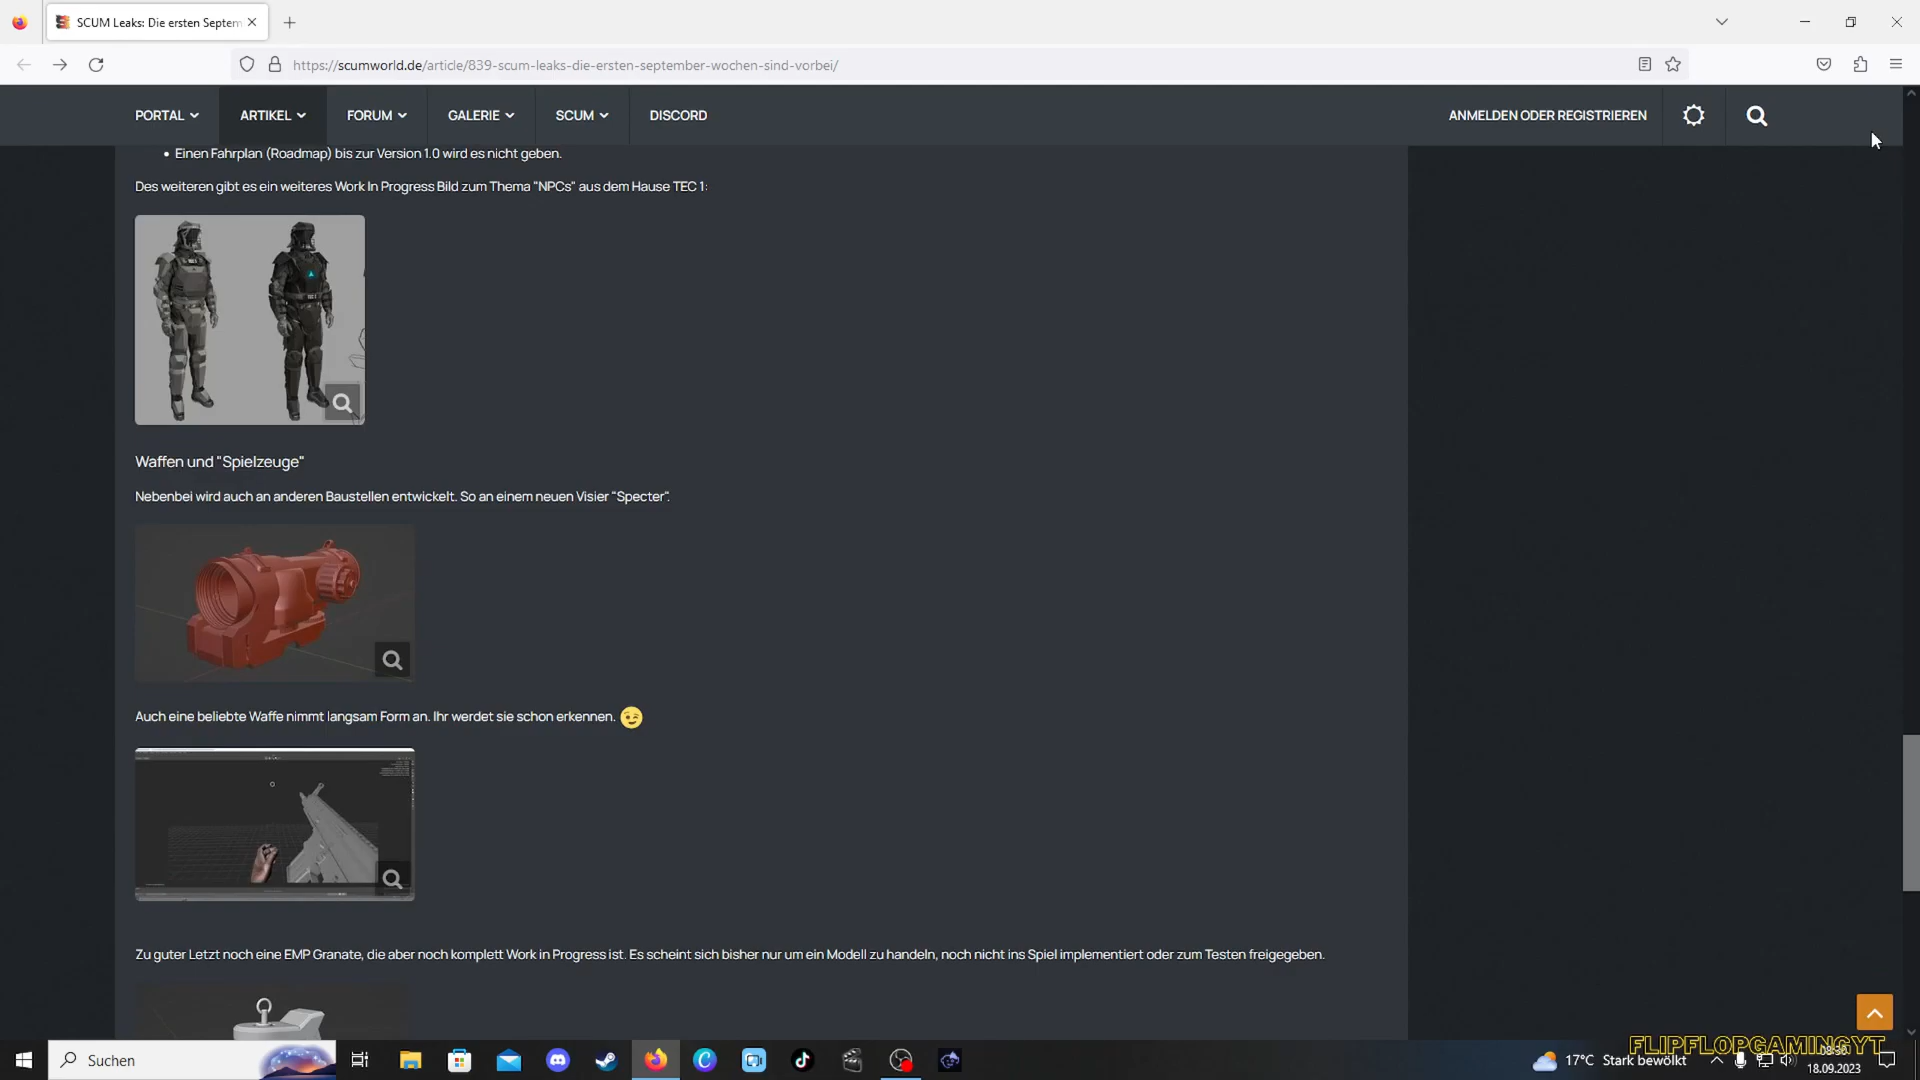 SCUM Leaks: Die ersten Septem
https://scumworld.de/article/839-scum-leaks-die-ersten-september-wochen-sind-vorbei/
PORTAL ARTIKEL FORUM GALERIE SCUM DISCORD ANMELDEN ODER REGISTRIEREN
• Einen Fahrplan (Roadmap) bis zur Version 1.0 wird es nicht geben.
Des weiteren gibt es ein weiteres Work In Progress Bild zum Thema "NPCs" aus dem Hause TEC 1:
Waffen und "Spielzeuge"
Nebenbei wird auch an anderen Baustellen entwickelt. So an einem neuen Visier "Specter".
Auch eine beliebte Waffe nimmt langsam Form an. Ihr werdet sie schon erkennen. 😉
Zu guter Letzt noch eine EMP Granate, die aber noch komplett Work in Progress ist. Es scheint sich bisher nur um ein Modell zu handeln, noch nicht ins Spiel implementiert oder zum Testen freigegeben.
FLIPFLOPGAMINGYT
Suchen
17°C Stark bewölkt
18.09.2023